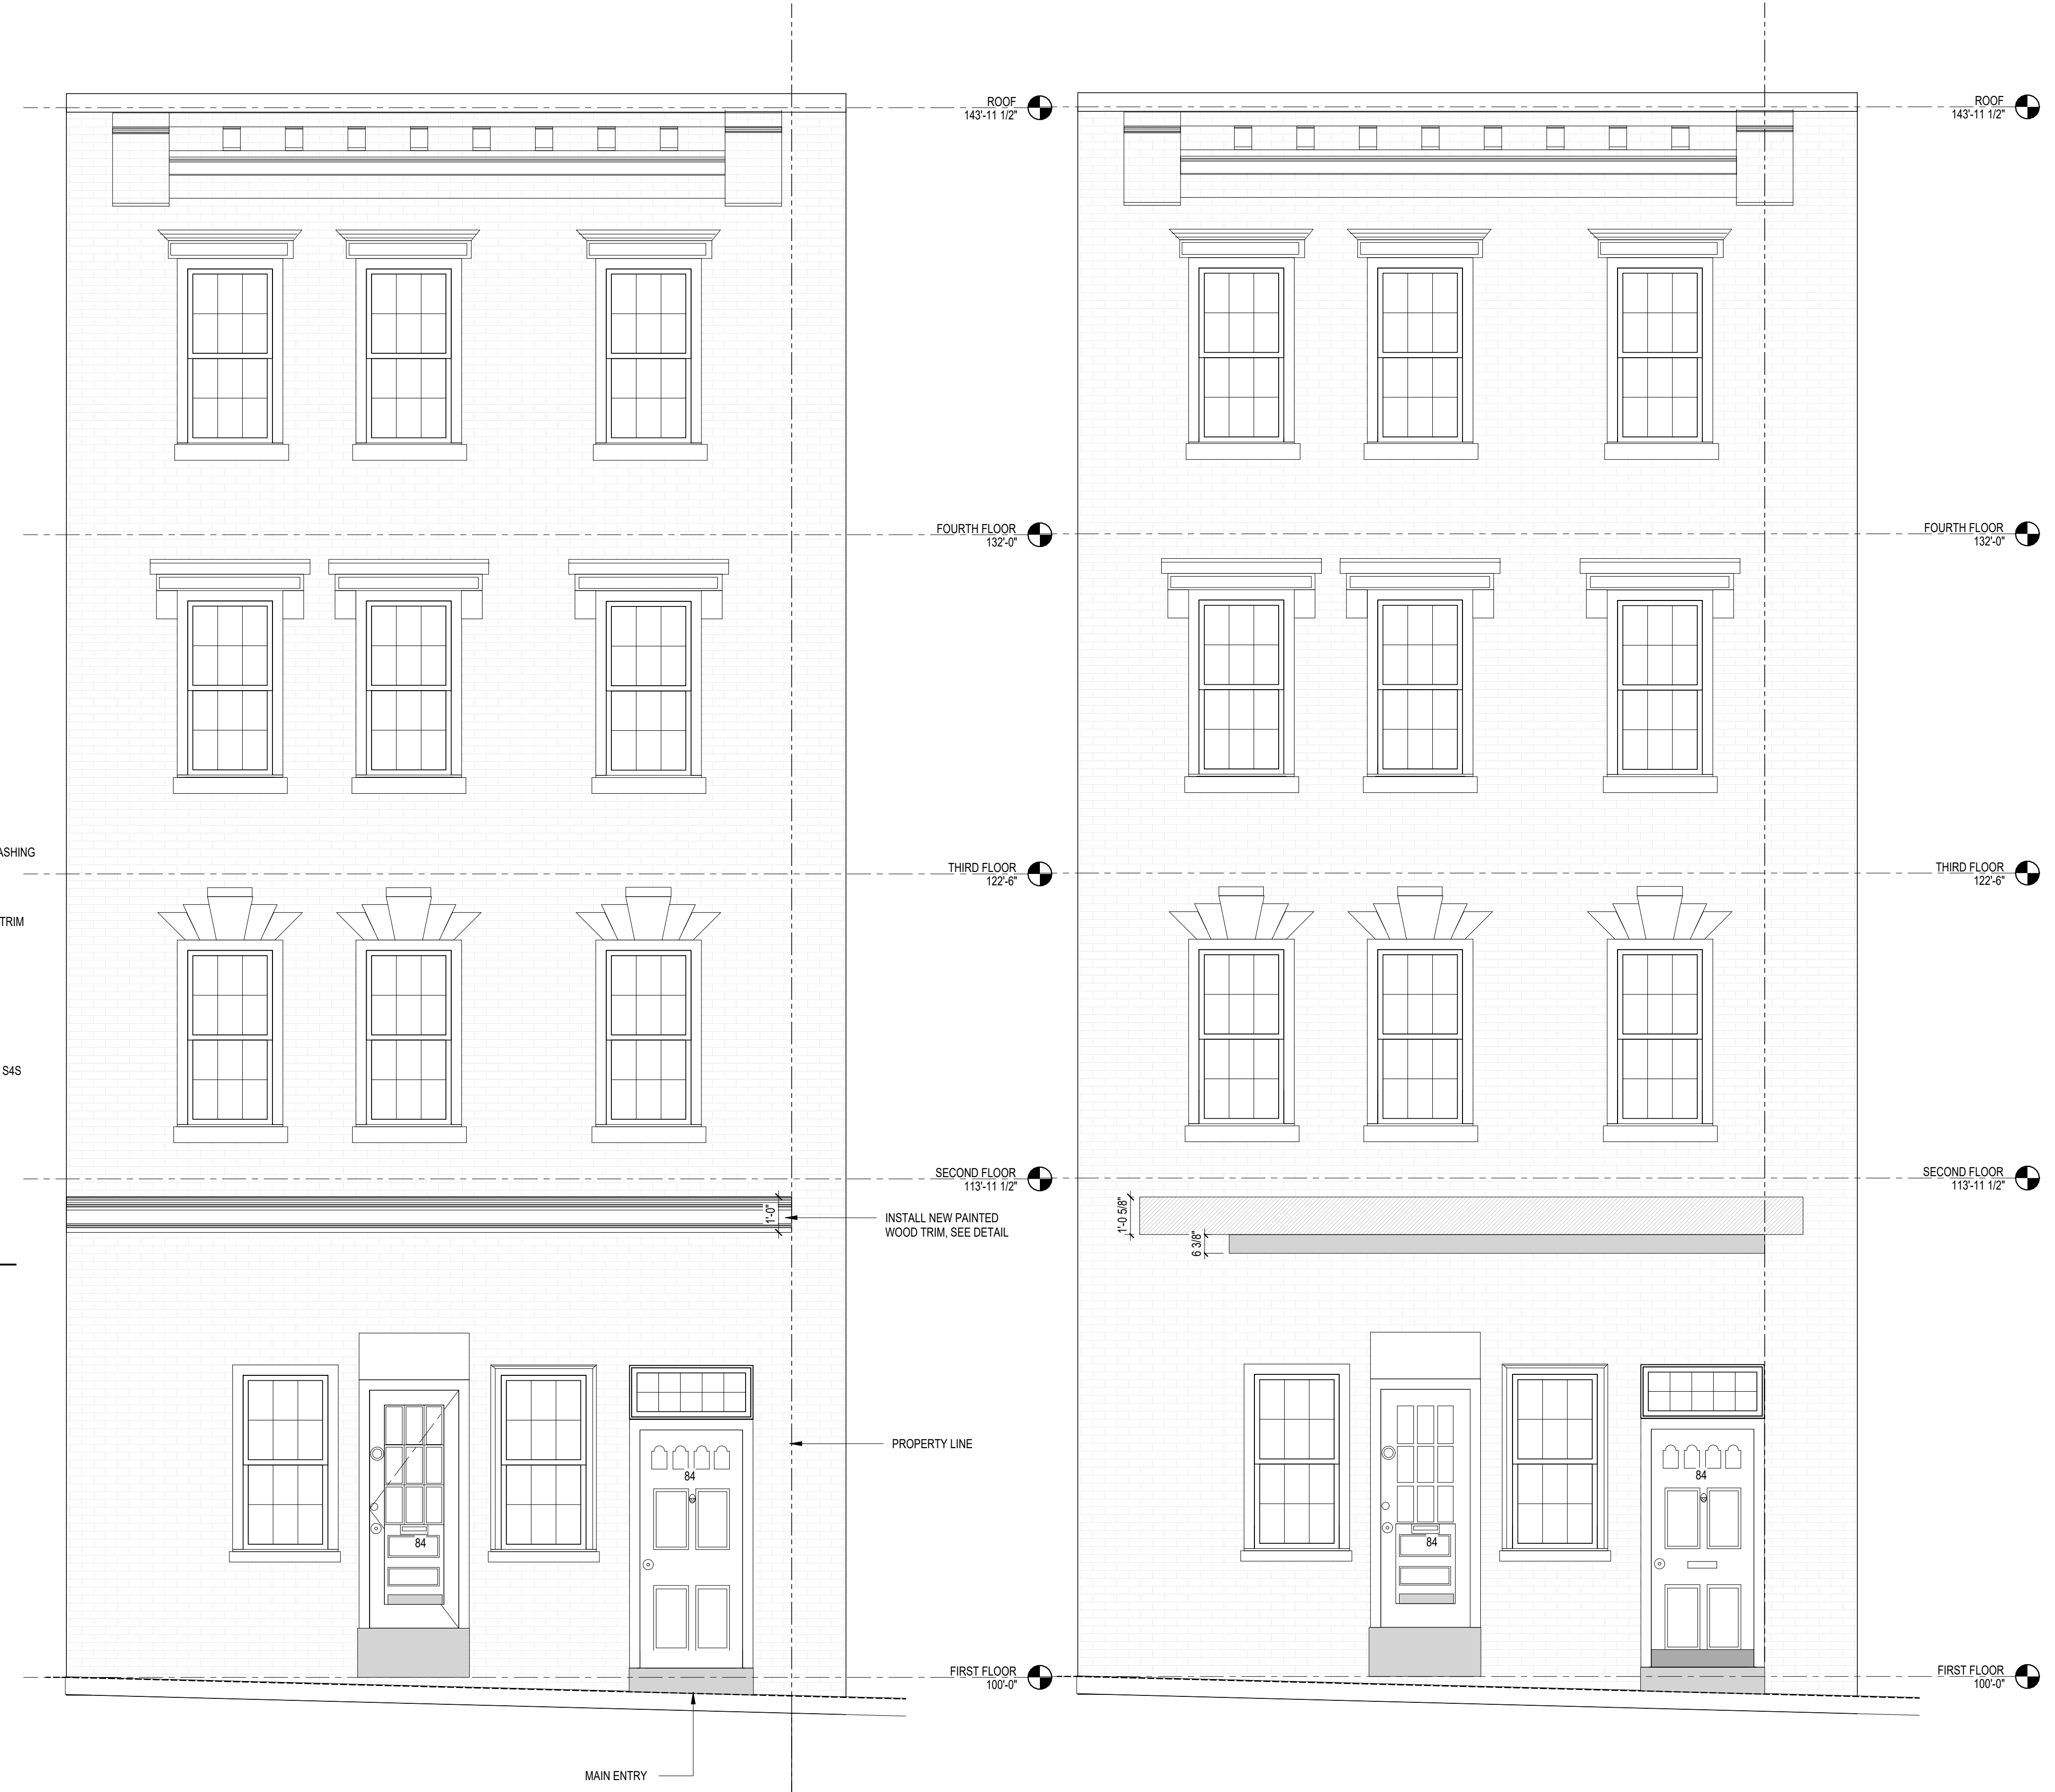 ROOF
143'-11 1/2"
ROOF
143'-11 1/2"
FOURTH FLOOR
132'-0"
FOURTH FLOOR
132'-0"
ASHING
THIRD FLOOR
122'-6"
THIRD FLOOR
122'-6"
TRIM
S4S
SECOND FLOOR
113'-11 1/2"
SECOND FLOOR
113'-11 1/2"
1'-0"
INSTALL NEW PAINTED
WOOD TRIM, SEE DETAIL
1'-0 5/8"
6 3/8"
PROPERTY LINE
84
84
84
84
FIRST FLOOR
100'-0"
FIRST FLOOR
100'-0"
MAIN ENTRY